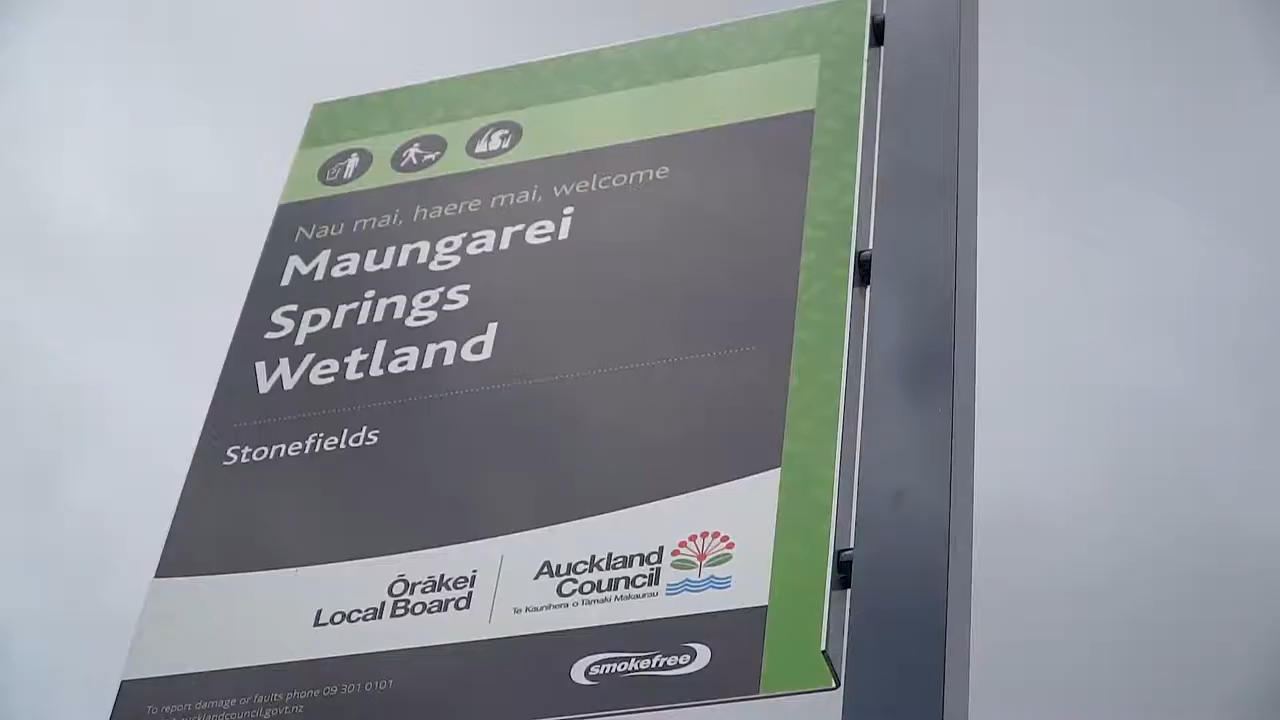 Nau mai, haere mai, welcome
Maungarei
Springs
Wetland
Stonefields
Ōrākei
Local Board
Auckland
Council
Te Kaunihera o Tāmaki Makaurau
smokefree
To report damage or faults phone 09 301 0101
aucklandcouncil.govt.nz